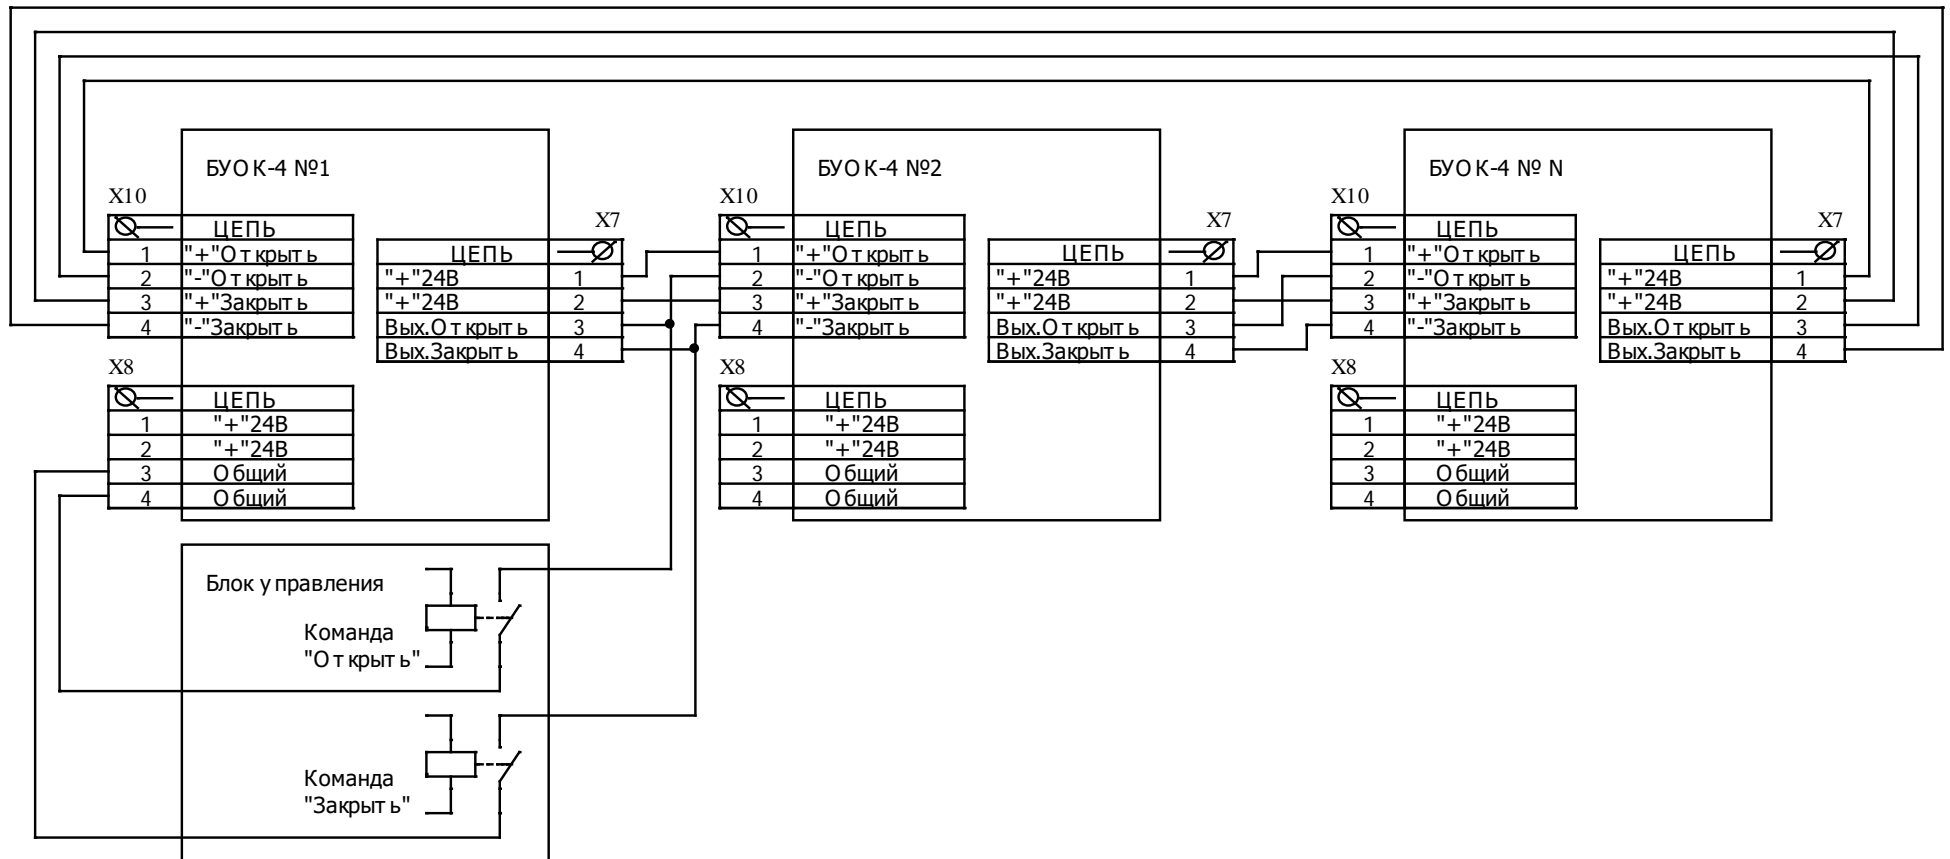 БУОК-4 №1
X10
ЦЕПЬ
1 "+"Открыть
2 "-"Открыть
3 "+"Закрыть
4 "-"Закрыть
X7
ЦЕПЬ
"+"24В 1
"+"24В 2
Вых.Открыть 3
Вых.Закрыть 4
X8
ЦЕПЬ
1 "+"24В
2 "+"24В
3 Общий
4 Общий
БУОК-4 №2
X10
ЦЕПЬ
1 "+"Открыть
2 "-"Открыть
3 "+"Закрыть
4 "-"Закрыть
X7
ЦЕПЬ
"+"24В 1
"+"24В 2
Вых.Открыть 3
Вых.Закрыть 4
X8
ЦЕПЬ
1 "+"24В
2 "+"24В
3 Общий
4 Общий
БУОК-4 № N
X10
ЦЕПЬ
1 "+"Открыть
2 "-"Открыть
3 "+"Закрыть
4 "-"Закрыть
X7
ЦЕПЬ
"+"24В 1
"+"24В 2
Вых.Открыть 3
Вых.Закрыть 4
X8
ЦЕПЬ
1 "+"24В
2 "+"24В
3 Общий
4 Общий
Блок управления
Команда
"Открыть"
Команда
"Закрыть"